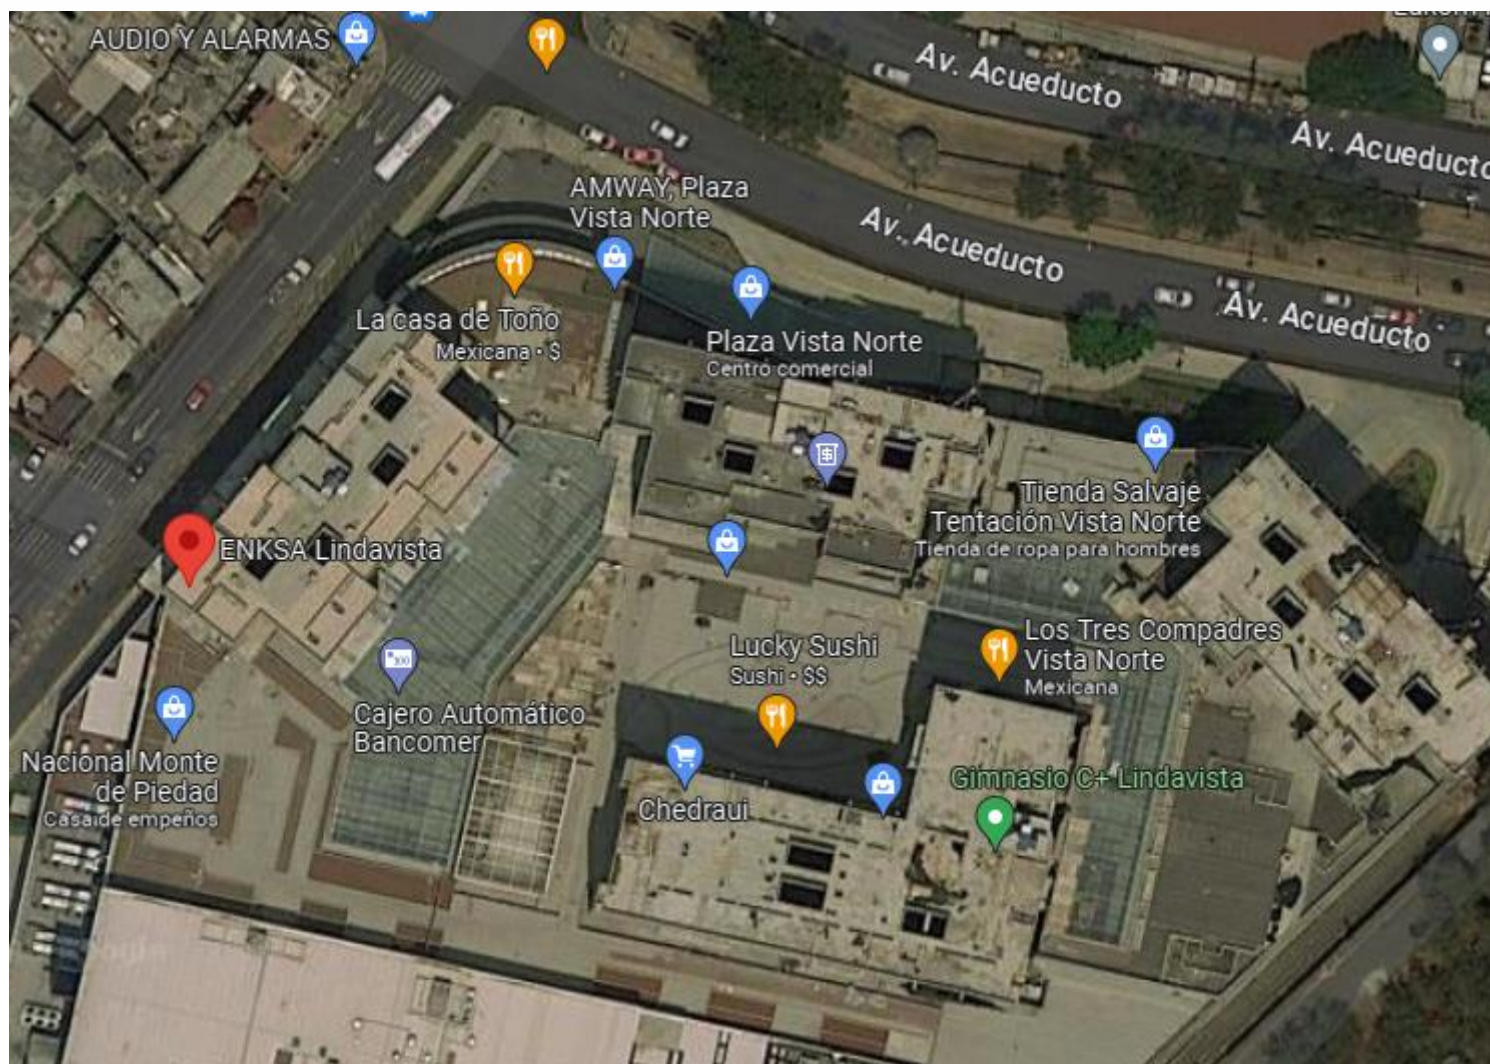 AUDIO Y ALARMAS
Av. Acueducto
Av. Acueducto
AMWAY, Plaza
Vista Norte
Av. Acueducto
Av. Acueducto
La casa de Toño
Mexicana • $
Plaza Vista Norte
Centro comercial
Tienda Salvaje
Tentación Vista Norte
Tienda de ropa para hombres
ENKSA Lindavista
Lucky Sushi
Sushi • $$
Los Tres Compadres
Vista Norte
Mexicana
Cajero Automático
Bancomer
Nacional Monte
de Piedad
Casa de empeños
Chedraui
Gimnasio C+ Lindavista